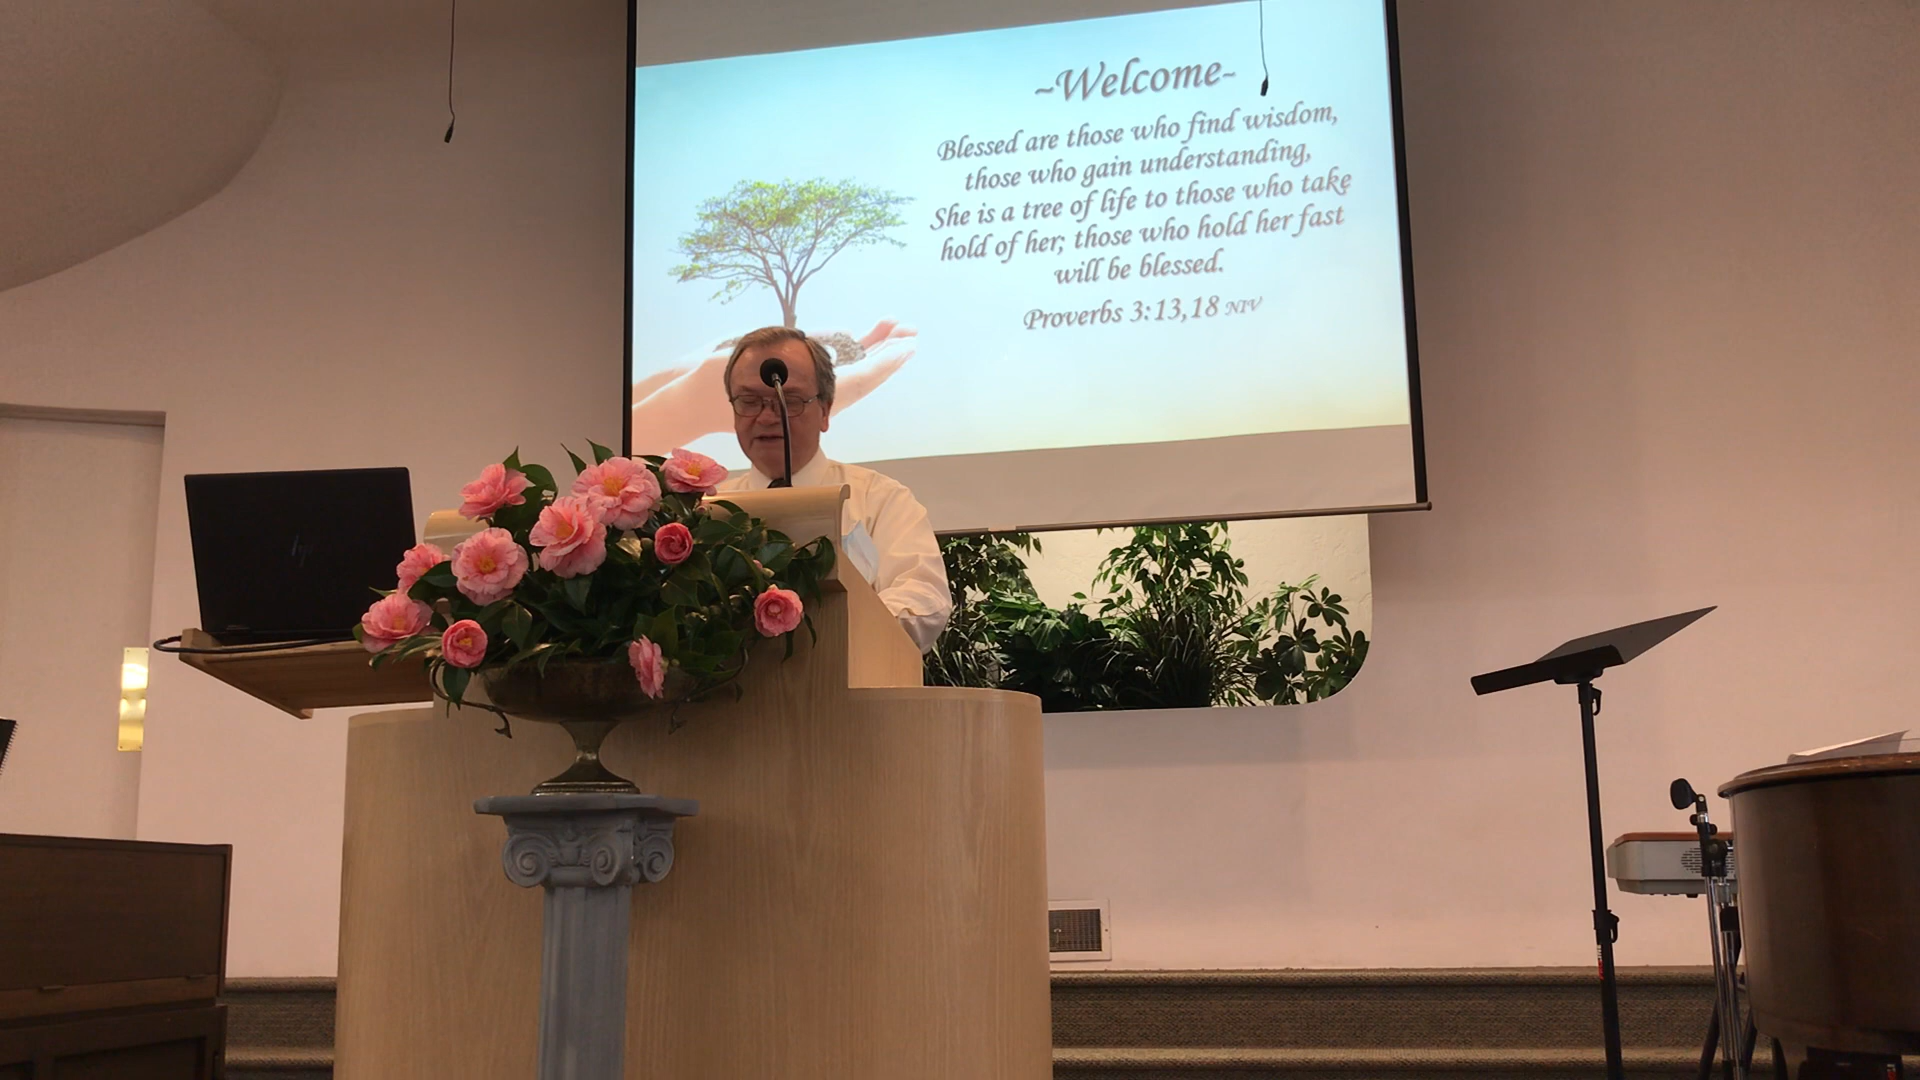 ~Welcome~
Blessed are those who find wisdom,
those who gain understanding,
She is a tree of life to those who take
hold of her; those who hold her fast
will be blessed.
Proverbs 3:13,18 NIV
hp